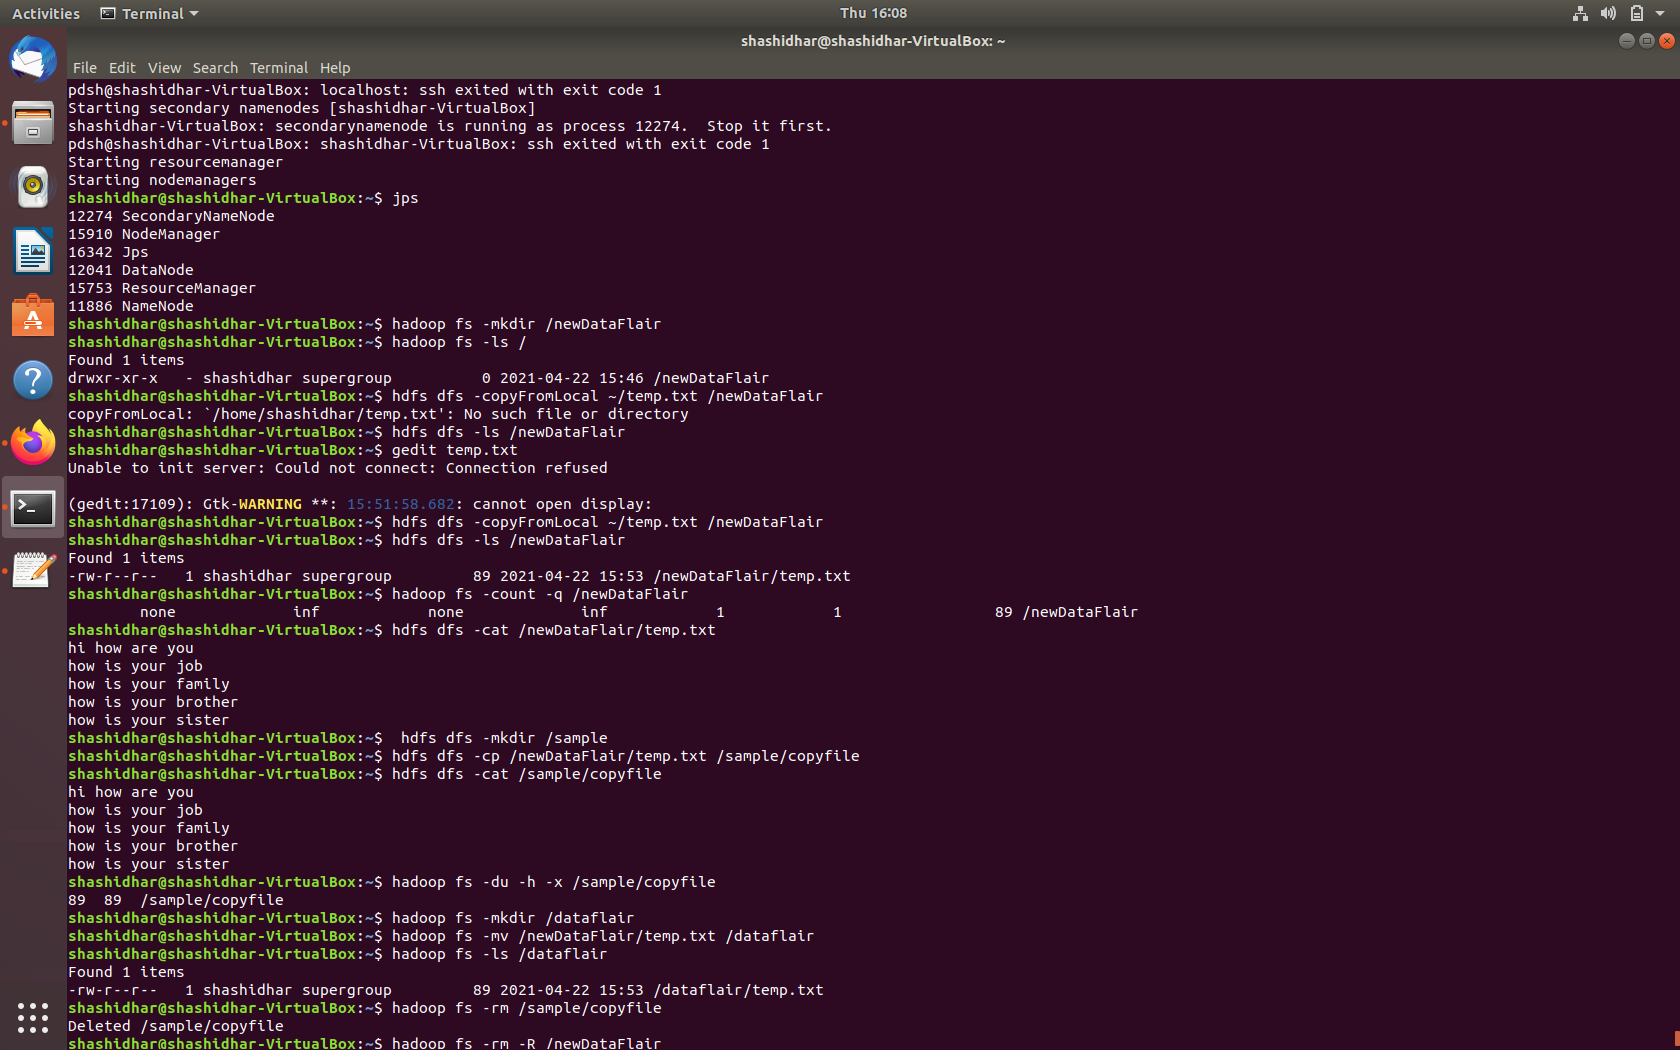 Activities Terminal Thu 16:08
shashidhar@shashidhar-VirtualBox: ~
File Edit View Search Terminal Help
pdsh@shashidhar-VirtualBox: localhost: ssh exited with exit code 1
Starting secondary namenodes [shashidhar-VirtualBox]
shashidhar-VirtualBox: secondarynamenode is running as process 12274.  Stop it first.
pdsh@shashidhar-VirtualBox: shashidhar-VirtualBox: ssh exited with exit code 1
Starting resourcemanager
Starting nodemanagers
shashidhar@shashidhar-VirtualBox:~$ jps
12274 SecondaryNameNode
15910 NodeManager
16342 Jps
12041 DataNode
15753 ResourceManager
11886 NameNode
shashidhar@shashidhar-VirtualBox:~$ hadoop fs -mkdir /newDataFlair
shashidhar@shashidhar-VirtualBox:~$ hadoop fs -ls /
Found 1 items
drwxr-xr-x   - shashidhar supergroup          0 2021-04-22 15:46 /newDataFlair
shashidhar@shashidhar-VirtualBox:~$ hdfs dfs -copyFromLocal ~/temp.txt /newDataFlair
copyFromLocal: `/home/shashidhar/temp.txt': No such file or directory
shashidhar@shashidhar-VirtualBox:~$ hdfs dfs -ls /newDataFlair
shashidhar@shashidhar-VirtualBox:~$ gedit temp.txt
Unable to init server: Could not connect: Connection refused
(gedit:17109): Gtk-WARNING **: 15:51:58.682: cannot open display:
shashidhar@shashidhar-VirtualBox:~$ hdfs dfs -copyFromLocal ~/temp.txt /newDataFlair
shashidhar@shashidhar-VirtualBox:~$ hdfs dfs -ls /newDataFlair
Found 1 items
-rw-r--r--   1 shashidhar supergroup         89 2021-04-22 15:53 /newDataFlair/temp.txt
shashidhar@shashidhar-VirtualBox:~$ hadoop fs -count -q /newDataFlair
        none             inf            none             inf            1            1                 89 /newDataFlair
shashidhar@shashidhar-VirtualBox:~$ hdfs dfs -cat /newDataFlair/temp.txt
hi how are you
how is your job
how is your family
how is your brother
how is your sister
shashidhar@shashidhar-VirtualBox:~$  hdfs dfs -mkdir /sample
shashidhar@shashidhar-VirtualBox:~$ hdfs dfs -cp /newDataFlair/temp.txt /sample/copyfile
shashidhar@shashidhar-VirtualBox:~$ hdfs dfs -cat /sample/copyfile
hi how are you
how is your job
how is your family
how is your brother
how is your sister
shashidhar@shashidhar-VirtualBox:~$ hadoop fs -du -h -x /sample/copyfile
89  89  /sample/copyfile
shashidhar@shashidhar-VirtualBox:~$ hadoop fs -mkdir /dataflair
shashidhar@shashidhar-VirtualBox:~$ hadoop fs -mv /newDataFlair/temp.txt /dataflair
shashidhar@shashidhar-VirtualBox:~$ hadoop fs -ls /dataflair
Found 1 items
-rw-r--r--   1 shashidhar supergroup         89 2021-04-22 15:53 /dataflair/temp.txt
shashidhar@shashidhar-VirtualBox:~$ hadoop fs -rm /sample/copyfile
Deleted /sample/copyfile
shashidhar@shashidhar-VirtualBox:~$ hadoop fs -rm -R /newDataFlair